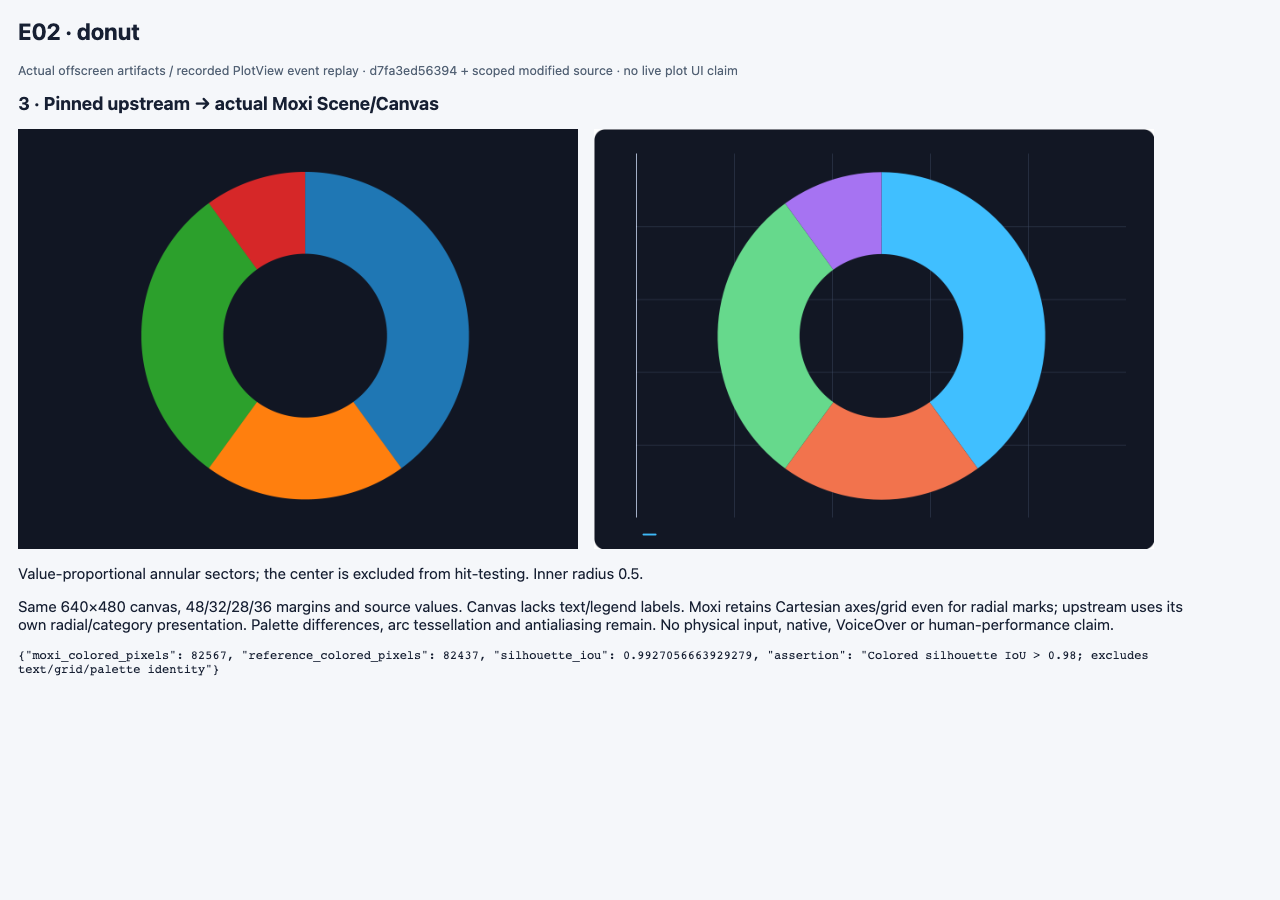 E02 · donut
Actual offscreen artifacts / recorded PlotView event replay · d7fa3ed56394 + scoped modified source · no live plot UI claim
3 · Pinned upstream → actual Moxi Scene/Canvas
Value-proportional annular sectors; the center is excluded from hit-testing. Inner radius 0.5.
Same 640×480 canvas, 48/32/28/36 margins and source values. Canvas lacks text/legend labels. Moxi retains Cartesian axes/grid even for radial marks; upstream uses its
own radial/category presentation. Palette differences, arc tessellation and antialiasing remain. No physical input, native, VoiceOver or human-performance claim.
{"moxi_colored_pixels": 82567, "reference_colored_pixels": 82437, "silhouette_iou": 0.9927056663929279, "assertion": "Colored silhouette IoU > 0.98; excludes
text/grid/palette identity"}